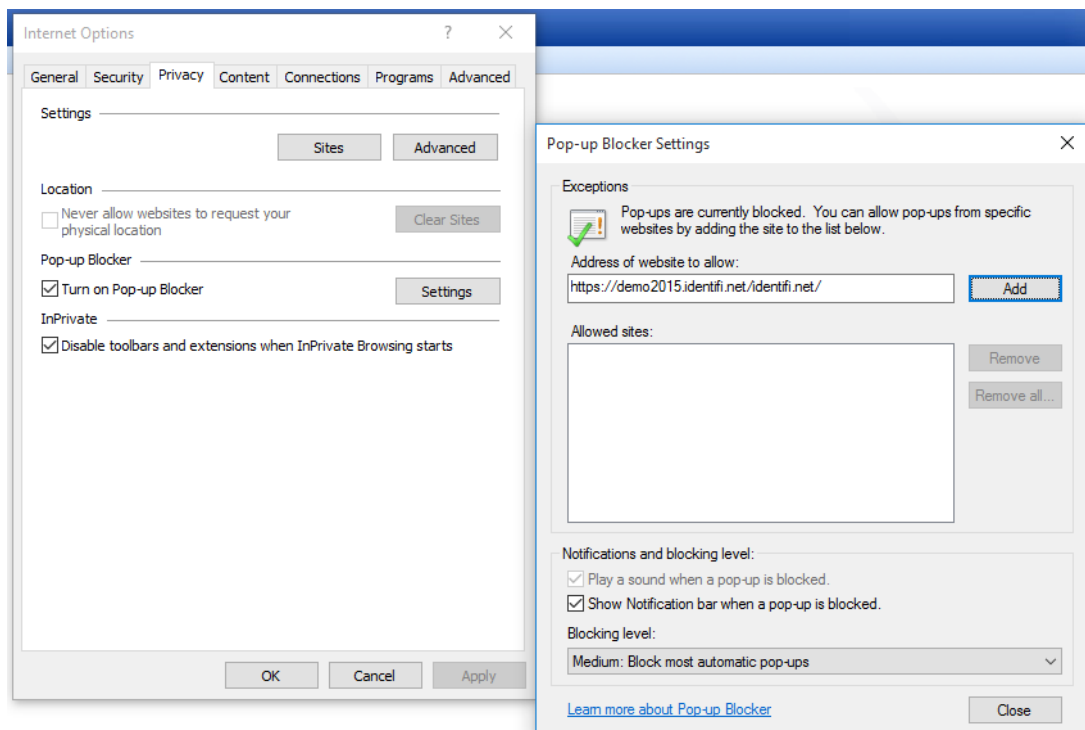 Internet Options
?
General Security Privacy Content Connections Programs Advanced
Settings
Sites Advanced
Location
Never allow websites to request your
physical location
Clear Sites
Pop-up Blocker
Turn on Pop-up Blocker
Settings
InPrivate
Disable toolbars and extensions when InPrivate Browsing starts
OK Cancel Apply
Pop-up Blocker Settings
Exceptions
Pop-ups are currently blocked. You can allow pop-ups from specific
websites by adding the site to the list below.
Address of website to allow:
https://demo2015.identifi.net/identifi.net/
Add
Allowed sites:
Remove
Remove all...
Notifications and blocking level:
Play a sound when a pop-up is blocked.
Show Notification bar when a pop-up is blocked.
Blocking level:
Medium: Block most automatic pop-ups
Learn more about Pop-up Blocker
Close